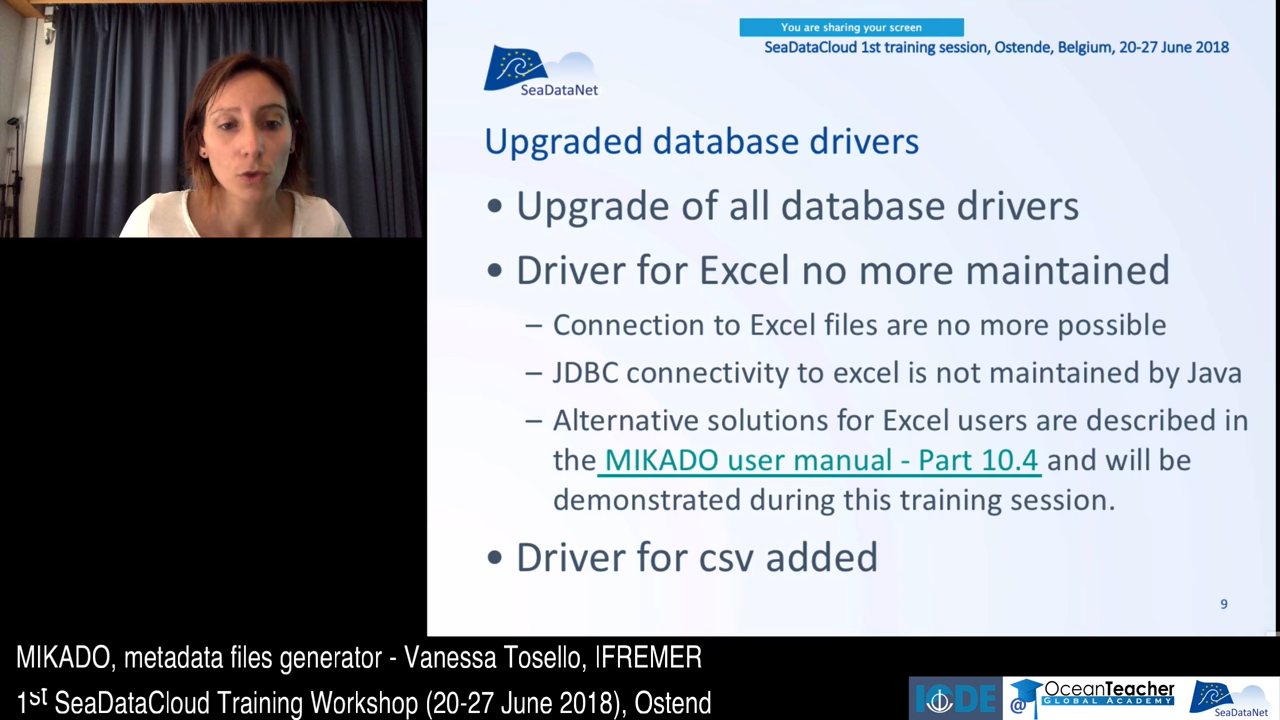 You are sharing your screen
SeaDataCloud 1st training session, Ostende, Belgium, 20-27 June 2018
SeaDataNet
Upgraded database drivers
• Upgrade of all database drivers
• Driver for Excel no more maintained
– Connection to Excel files are no more possible
– JDBC connectivity to excel is not maintained by Java
– Alternative solutions for Excel users are described in
the MIKADO user manual - Part 10.4 and will be
demonstrated during this training session.
• Driver for csv added
9
MIKADO, metadata files generator - Vanessa Tosello, IFREMER
1st SeaDataCloud Training Workshop (20-27 June 2018), Ostend
IODE
@ OceanTeacher
GLOBAL ACADEMY
SeaDataNet